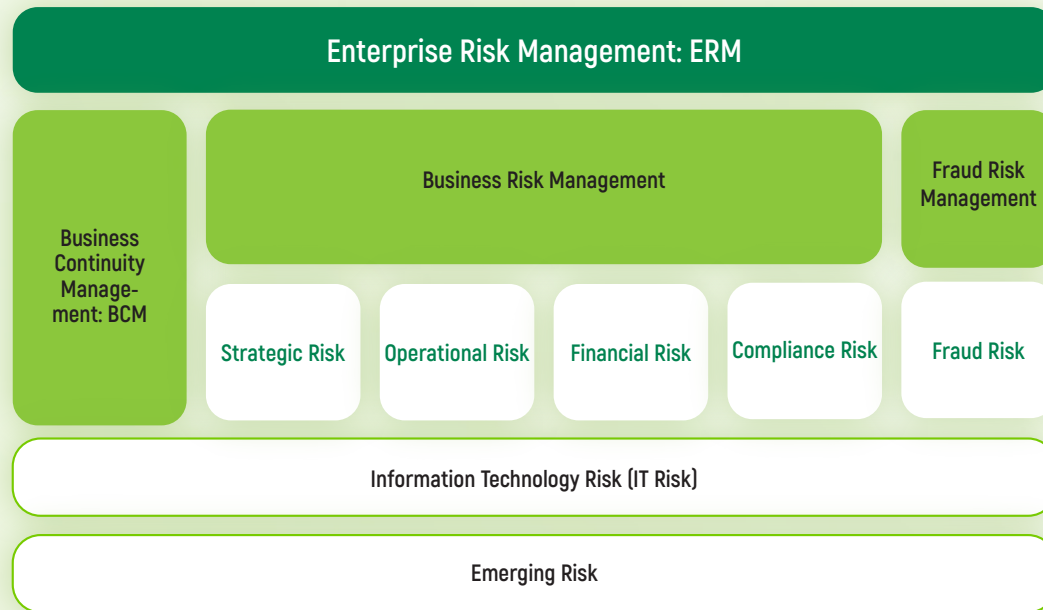 Enterprise Risk Management: ERM
Business
Continuity
Manage-
ment: BCM
Business Risk Management
Fraud Risk
Management
Strategic Risk
Operational Risk
Financial Risk
Compliance Risk
Fraud Risk
Information Technology Risk (IT Risk)
Emerging Risk